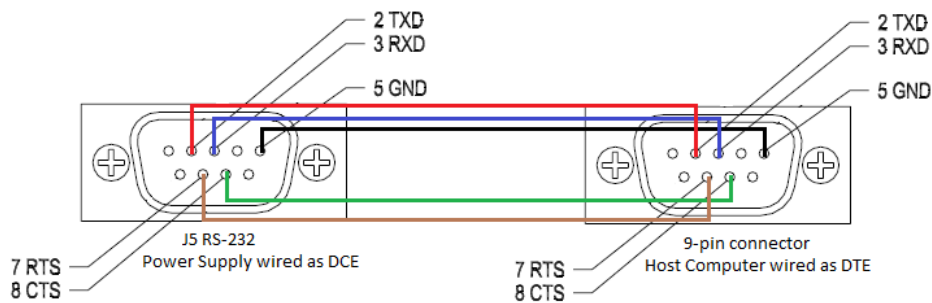 2 TXD
3 RXD
5 GND
7 RTS
8 CTS
J5 RS-232
Power Supply wired as DCE
2 TXD
3 RXD
5 GND
7 RTS
8 CTS
9-pin connector
Host Computer wired as DTE